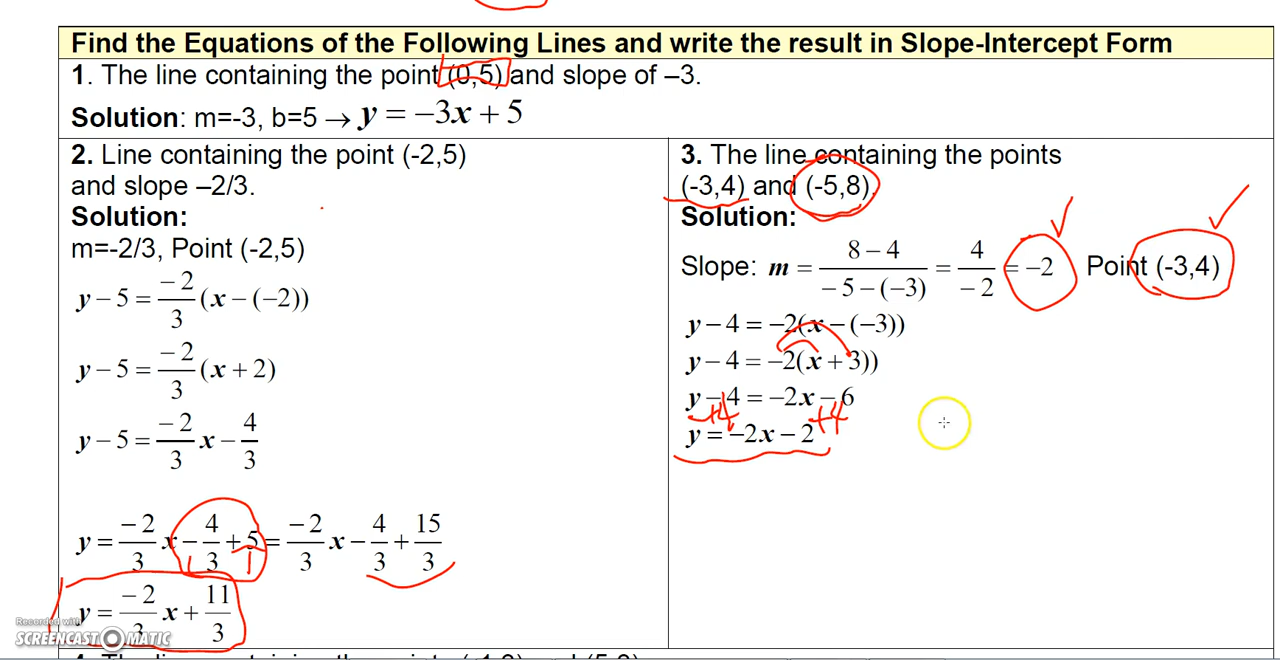 Find the Equations of the Following Lines and write the result in Slope-Intercept Form
1. The line containing the point (0,5) and slope of –3.
Solution: m=-3, b=5 → y = −3x + 5
2. Line containing the point (-2,5)
and slope –2/3.
Solution:
m=-2/3, Point (-2,5)
y − 5 = −2/3 (x − (−2))
y − 5 = −2/3 (x + 2)
y − 5 = −2/3 x − 4/3
y = −2/3 x − 4/3 + 5 = −2/3 x − 4/3 + 15/3
1 1
y = −2/3 x + 11/3
3. The line containing the points
(-3,4) and (-5,8).
Solution:
Slope: m = 8 − 4 / −5 − (−3) = 4 / −2 = −2 Point (-3,4)
y − 4 = −2(x − (−3))
y − 4 = −2(x + 3))
y − 4 = −2x − 6
+4 +4
y = −2x − 2
Recorded with
SCREENCAST MATIC